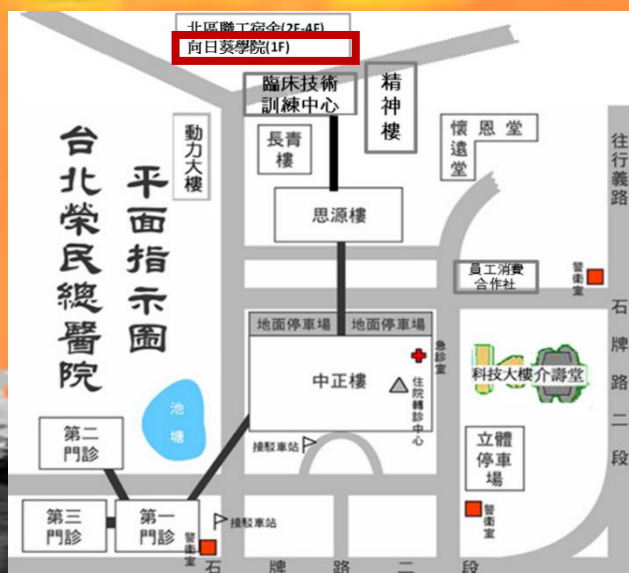 北區職工宿舍(2F-4F)
向日葵學院(1F)
臨床技術
訓練中心
精神樓
動力大樓
長青樓
懷恩堂
懷遠堂
往行義路
台北榮民總醫院
平面指示圖
思源樓
員工消費
合作社
警衛室
地面停車場
地面停車場
急診室
中正樓
住院轉診中心
科技大樓
介壽堂
石牌路二段
池塘
接駁車站
第二
門診
立體
停車場
第三
門診
第一
門診
接駁車站
警衛室
警衛室
石牌路二段